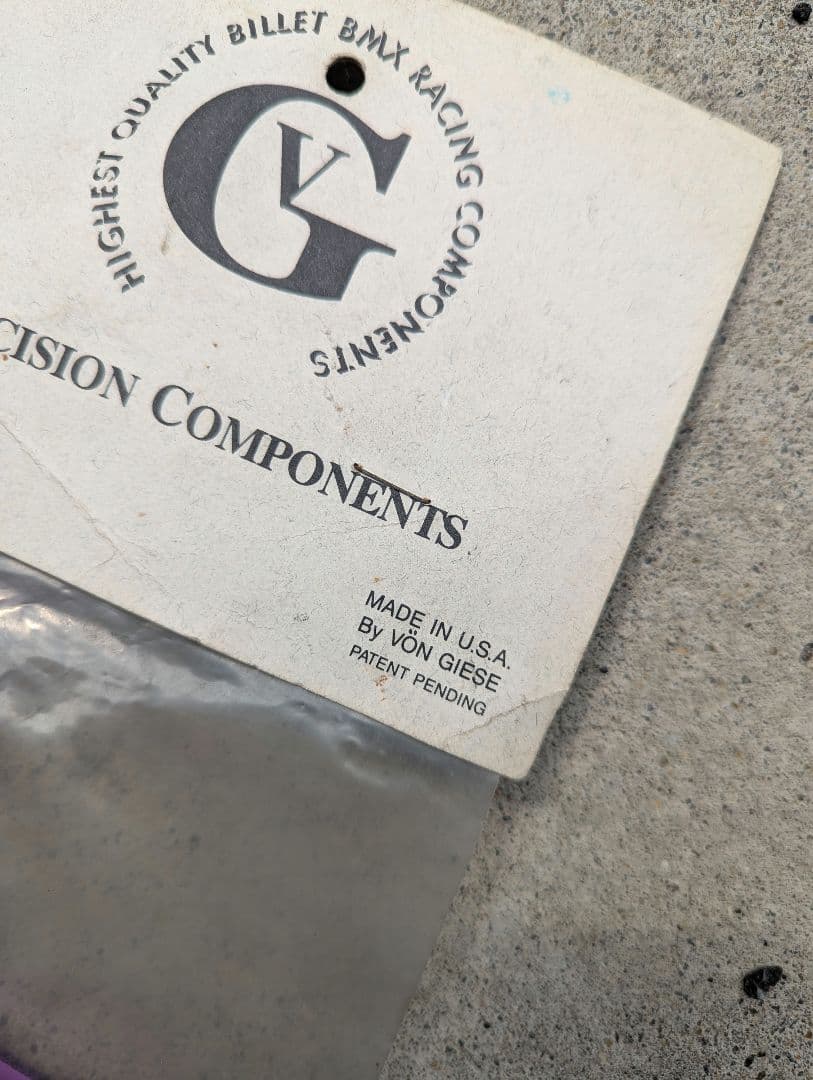 HIGHEST QUALITY BILLET BMX RACING COMPONENTS
VG
CISION COMPONENTS
MADE IN U.S.A.
By VÖN GIESE
PATENT PENDING